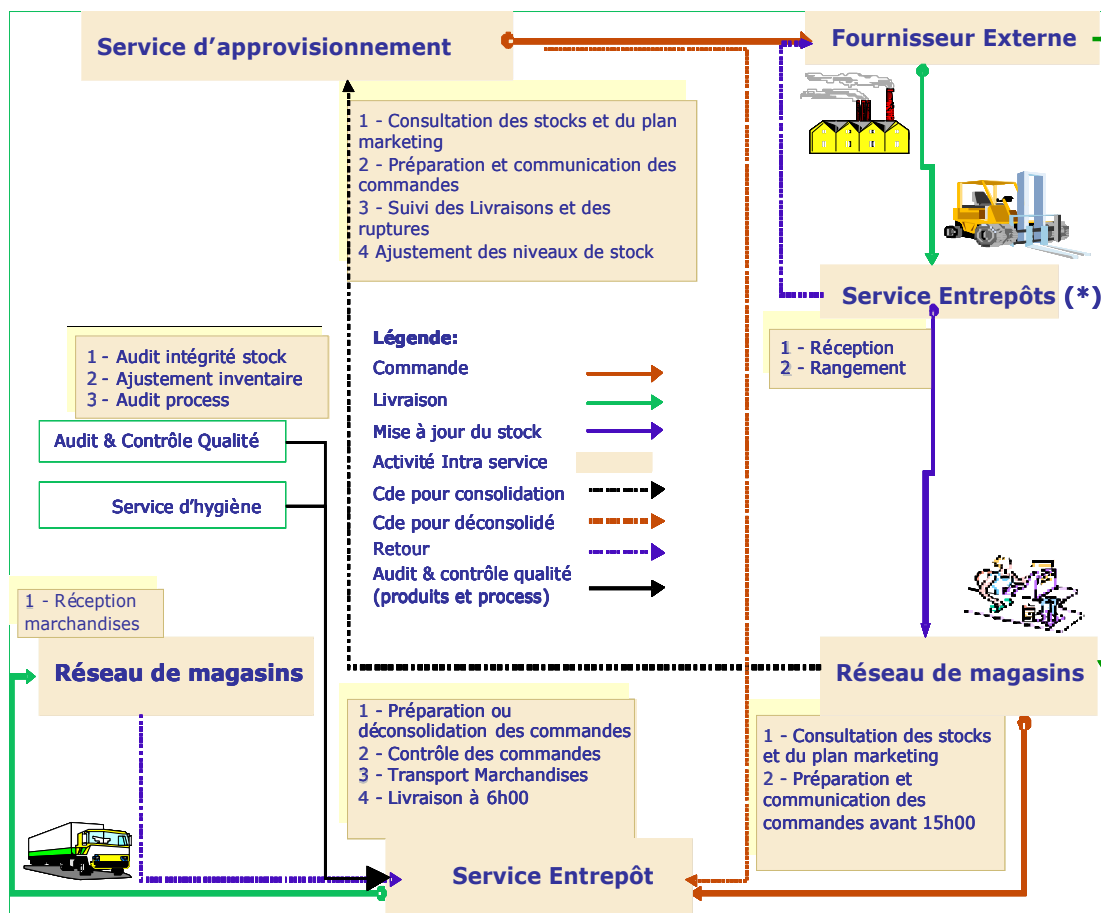 Service d'approvisionnement
Fournisseur Externe
1 - Consultation des stocks et du plan
marketing
2 - Préparation et communication des
commandes
3 - Suivi des Livraisons et des
ruptures
4 Ajustement des niveaux de stock
Service Entrepôts (*)
1 - Réception
2 - Rangement
1 - Audit intégrité stock
2 - Ajustement inventaire
3 - Audit process
Audit & Contrôle Qualité
Service d'hygiène
Légende:
Commande
Livraison
Mise à jour du stock
Activité Intra service
Cde pour consolidation
Cde pour déconsolidé
Retour
Audit & contrôle qualité
(produits et process)
1 - Réception
marchandises
Réseau de magasins
Réseau de magasins
1 - Préparation ou
déconsolidation des commandes
2 - Contrôle des commandes
3 - Transport Marchandises
4 - Livraison à 6h00
1 - Consultation des stocks
et du plan marketing
2 - Préparation et
communication des
commandes avant 15h00
Service Entrepôt